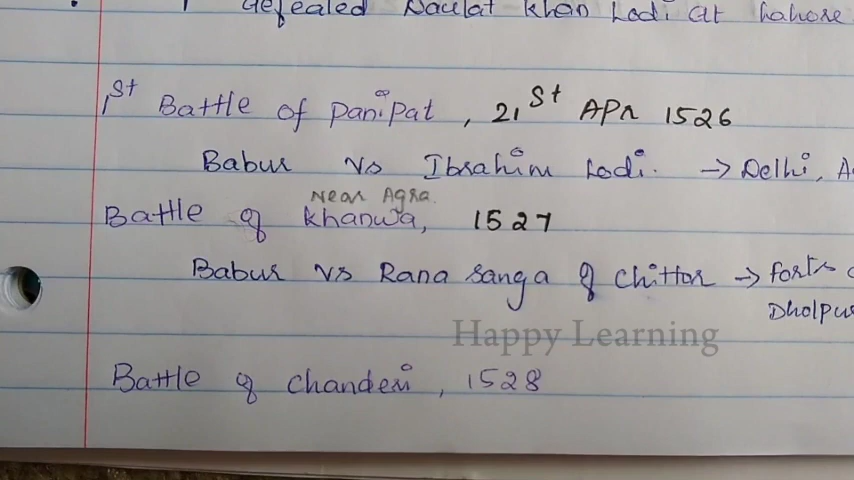 defeated Daulat Khan Lodi at Lahore
1st Battle of Panipat, 21st Apr 1526
Babur vs Ibrahim Lodi. → Delhi,
Near Agra.
Battle of Khanwa, 1527
Babur vs Rana Sanga of Chittor → forts
Dholpur
Happy Learning
Battle of Chanderi, 1528